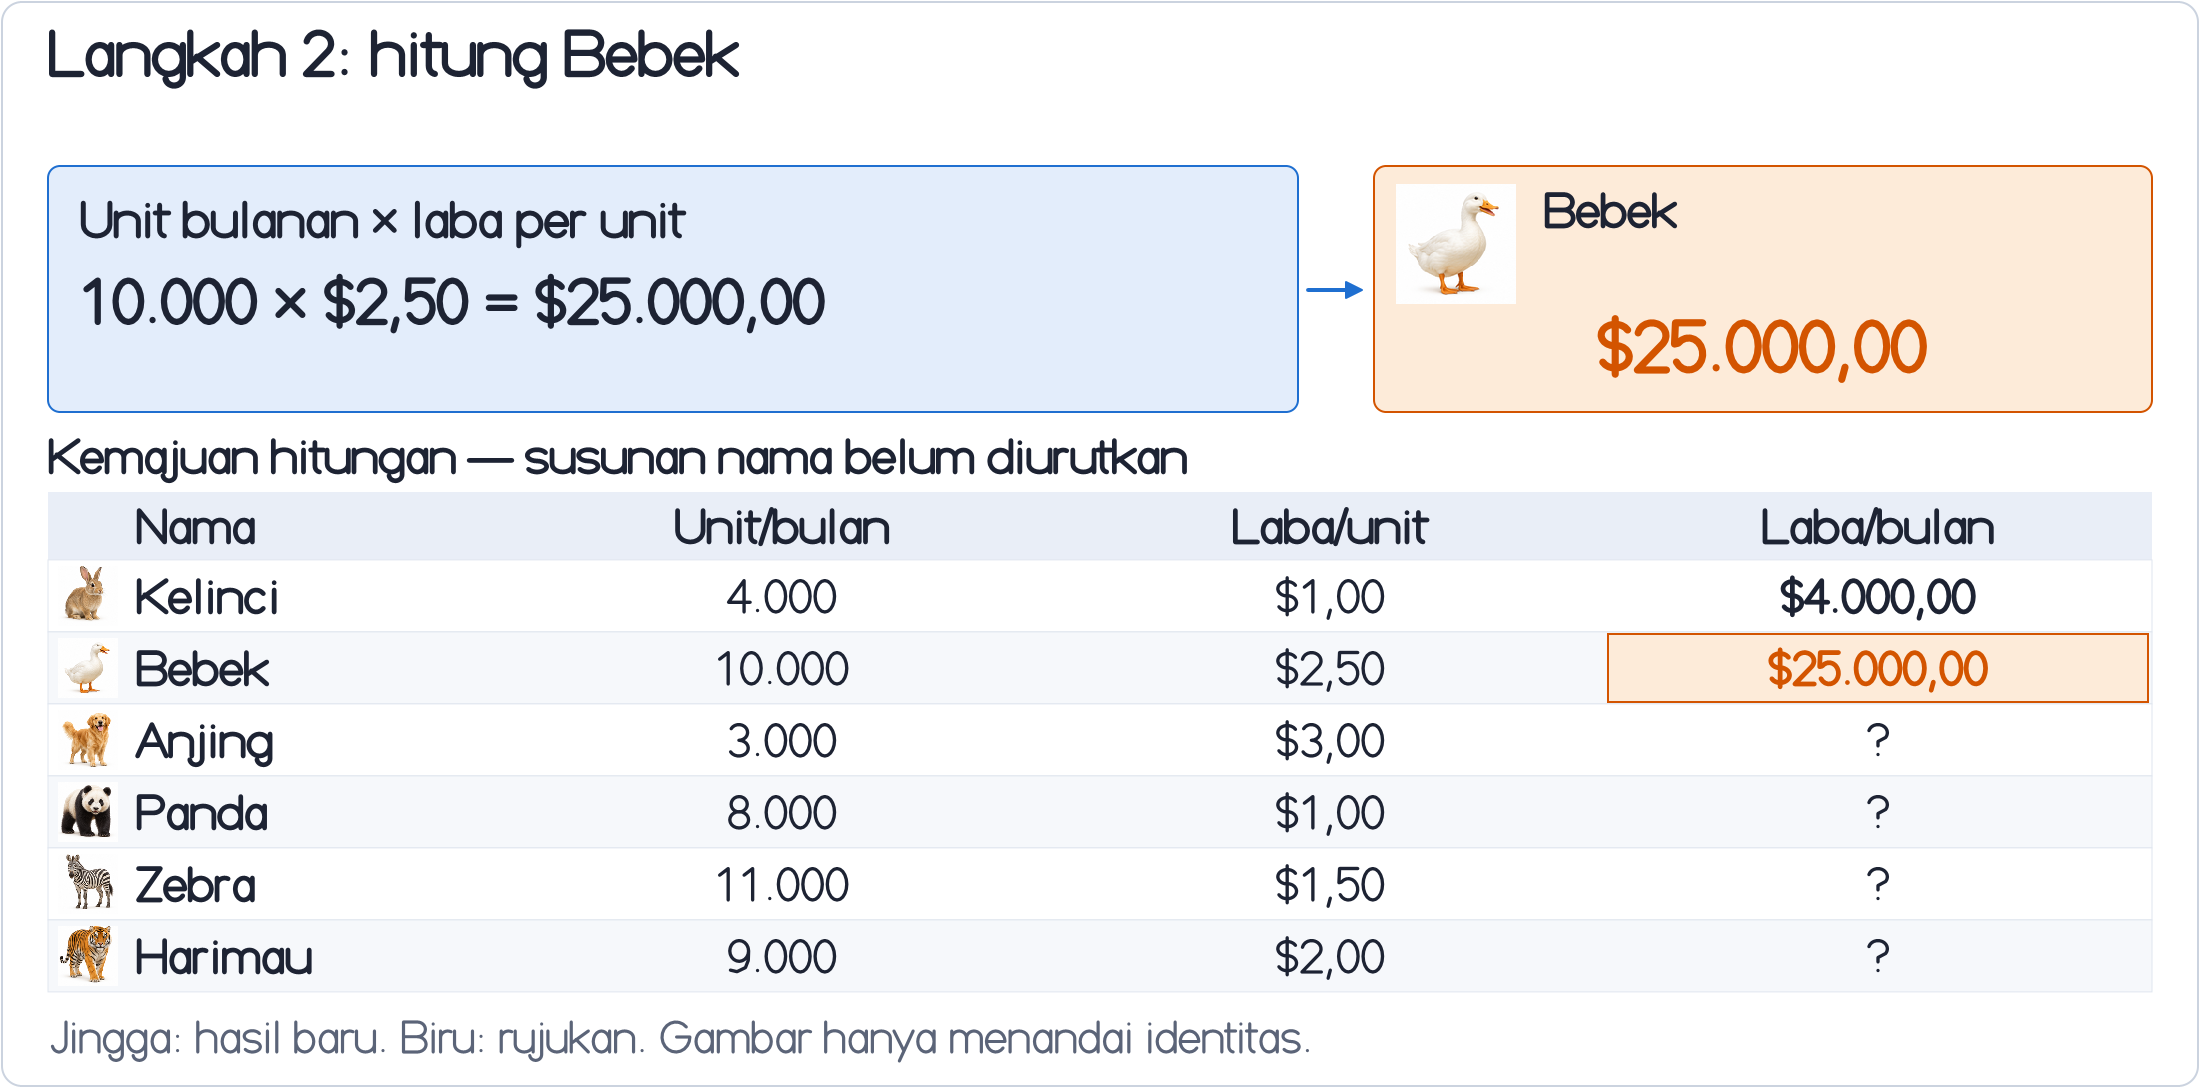 Langkah 2: hitung Bebek
Unit bulanan × laba per unit
10.000 × $2,50 = $25.000,00
Bebek
$25.000,00
Kemajuan hitungan — susunan nama belum diurutkan
Nama Unit/bulan Laba/unit Laba/bulan
Kelinci 4.000 $1,00 $4.000,00
Bebek 10.000 $2,50 $25.000,00
Anjing 3.000 $3,00 ?
Panda 8.000 $1,00 ?
Zebra 11.000 $1,50 ?
Harimau 9.000 $2,00 ?
Jingga: hasil baru. Biru: rujukan. Gambar hanya menandai identitas.